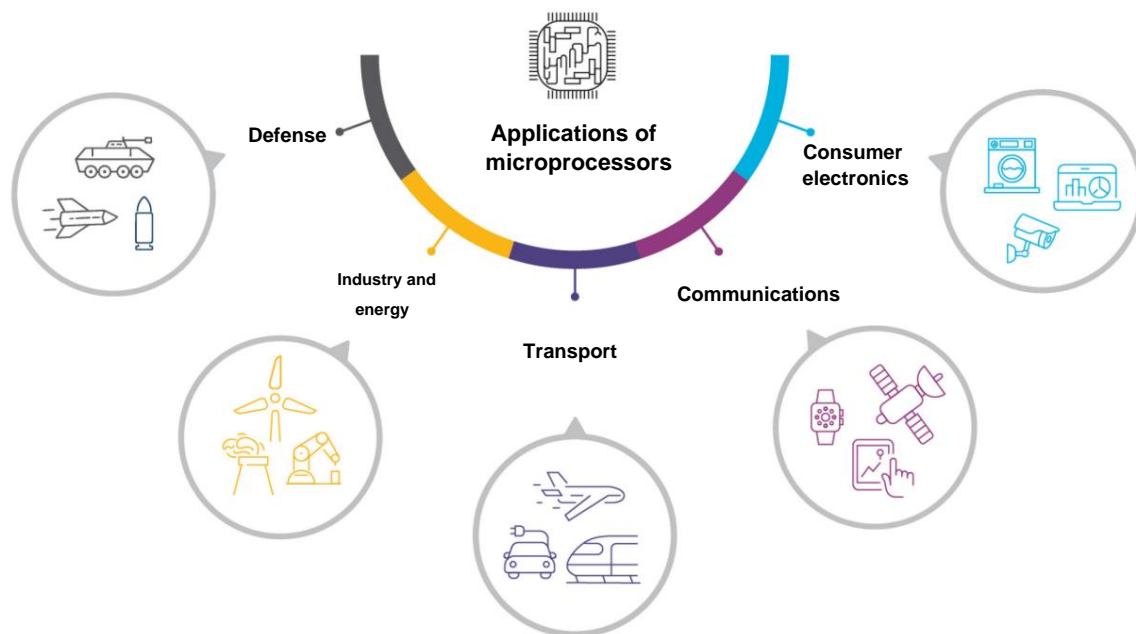 Applications of
microprocessors
Defense
Industry and
energy
Transport
Communications
Consumer
electronics